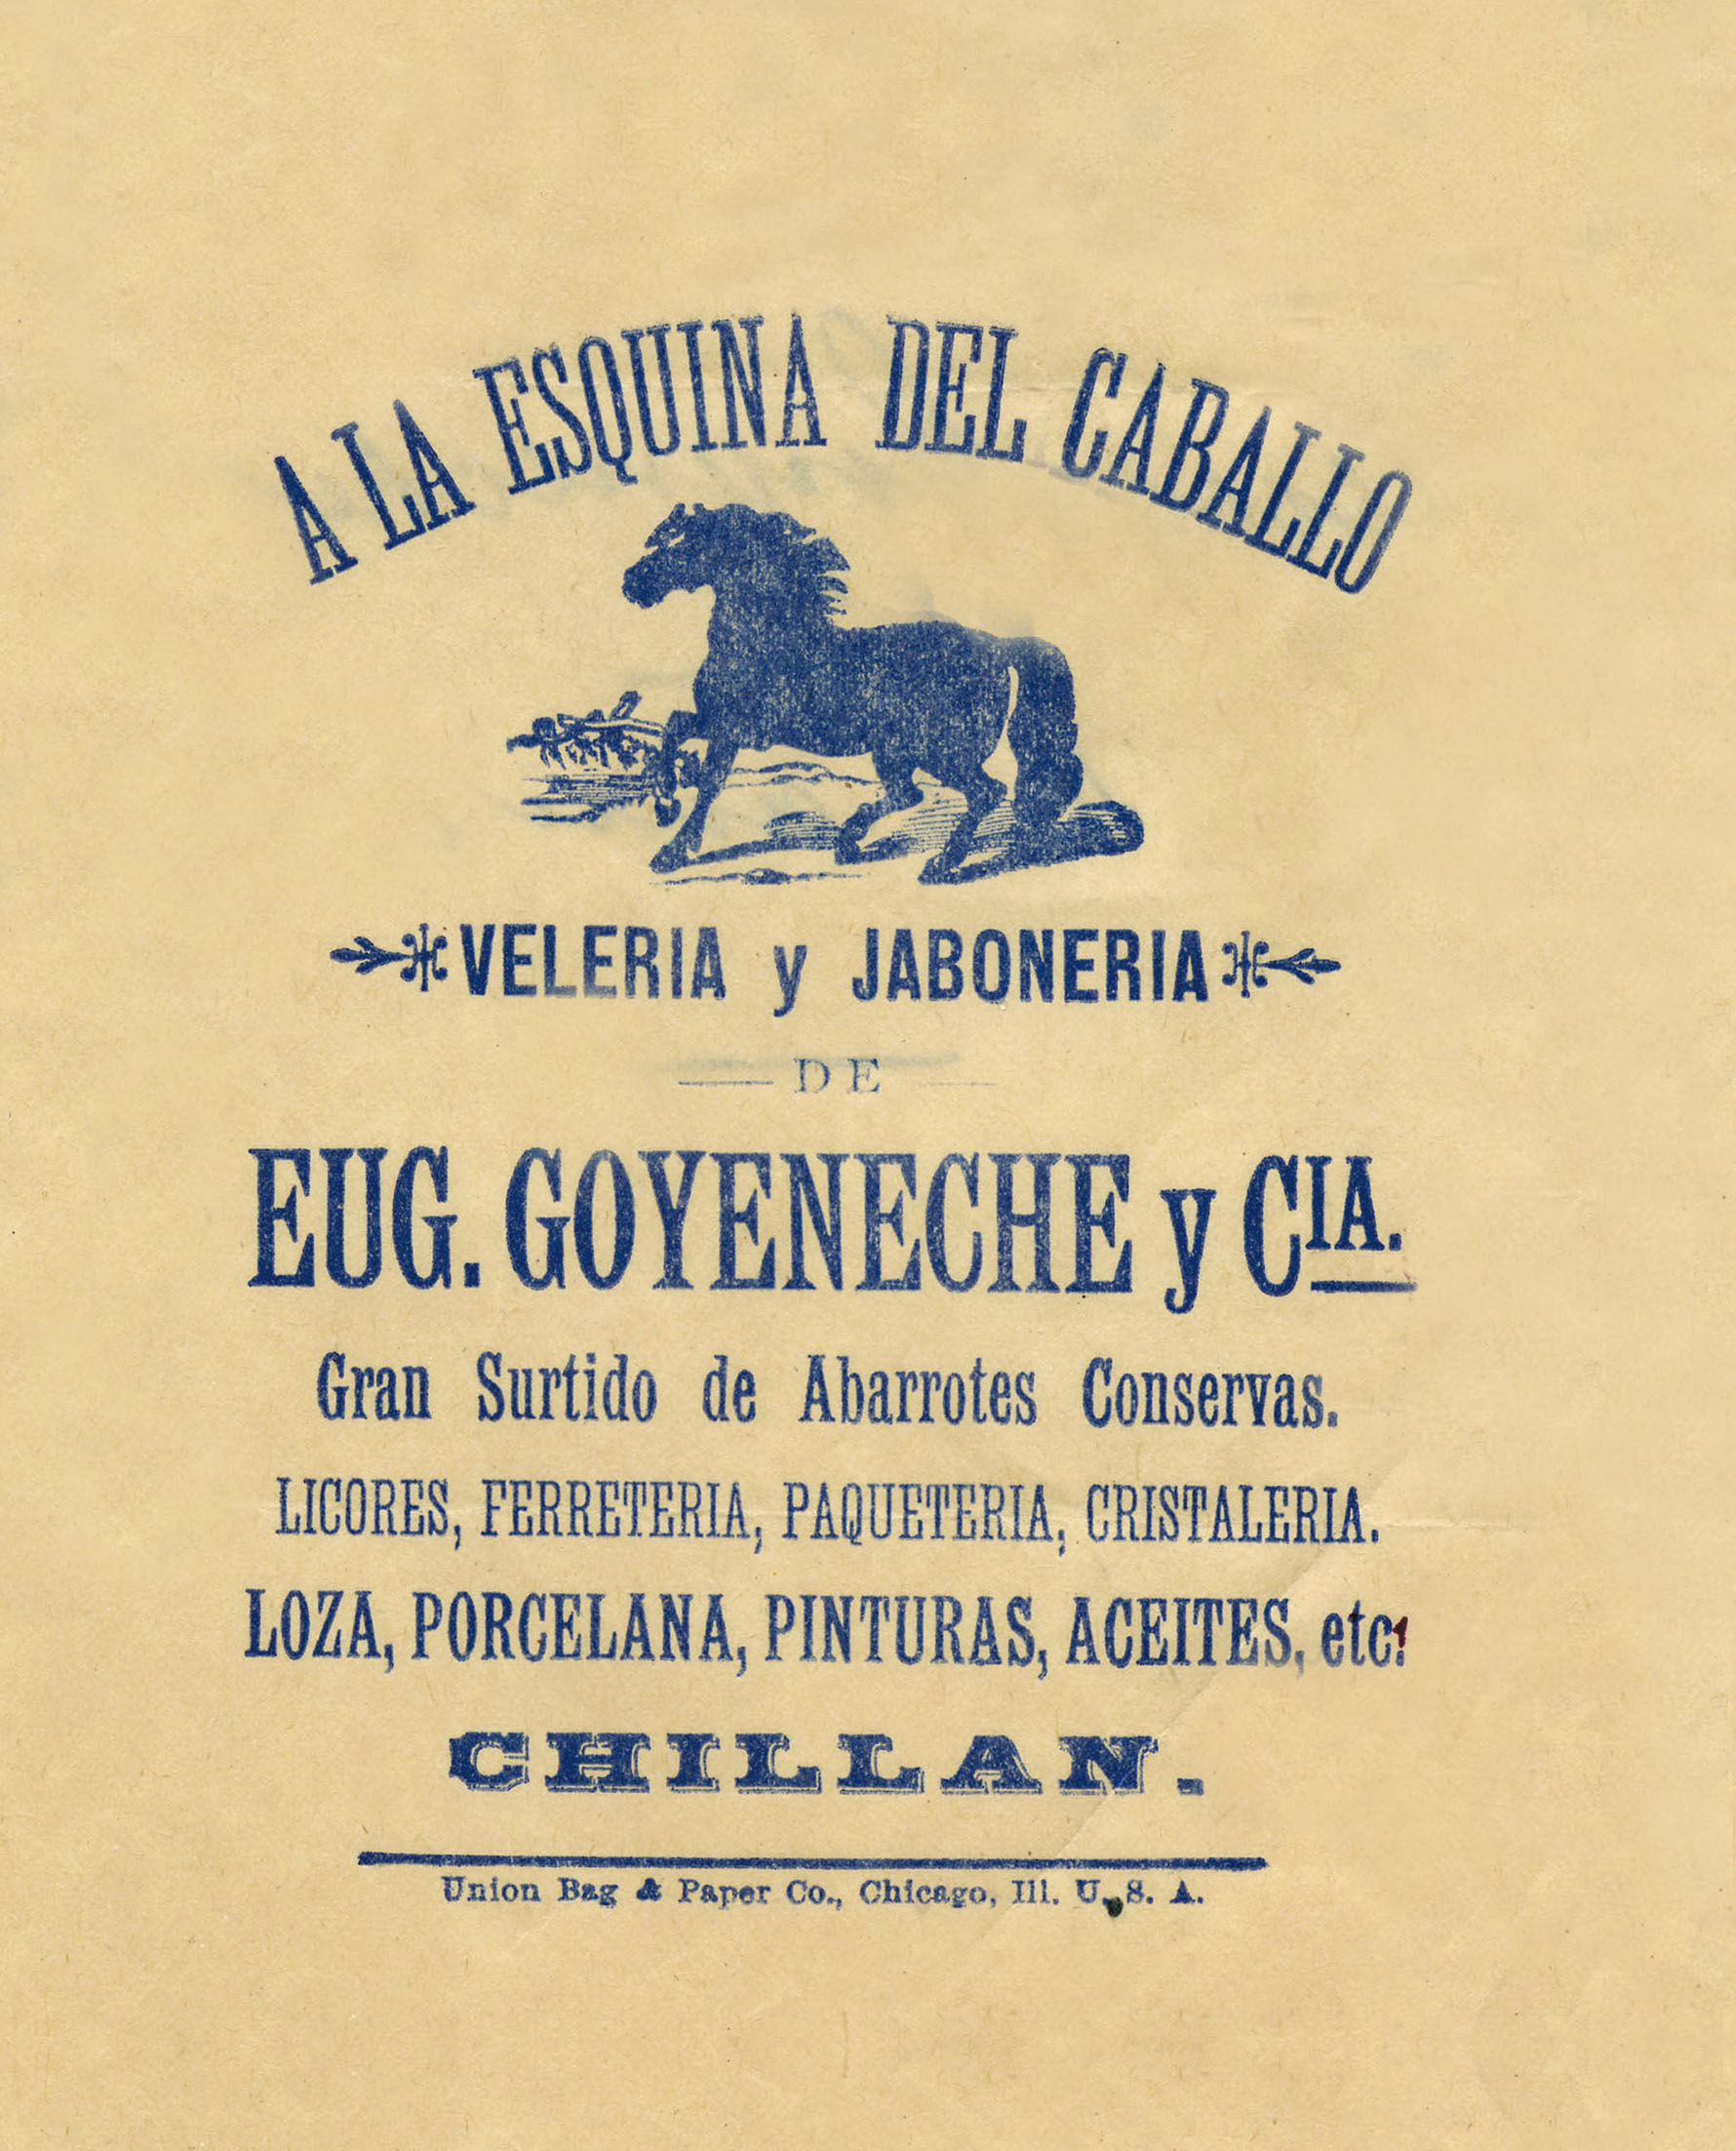 A LA ESQUINA DEL CABALLO
VELERIA y JABONERIA
DE
EUG. GOYENECHE y CIA.
Gran Surtido de Abarrotes Conservas.
LICORES, FERRETERIA, PAQUETERIA, CRISTALERIA.
LOZA, PORCELANA, PINTURAS, ACEITES, etc.
CHILLAN.
Union Bag & Paper Co., Chicago, Ill. U. S. A.